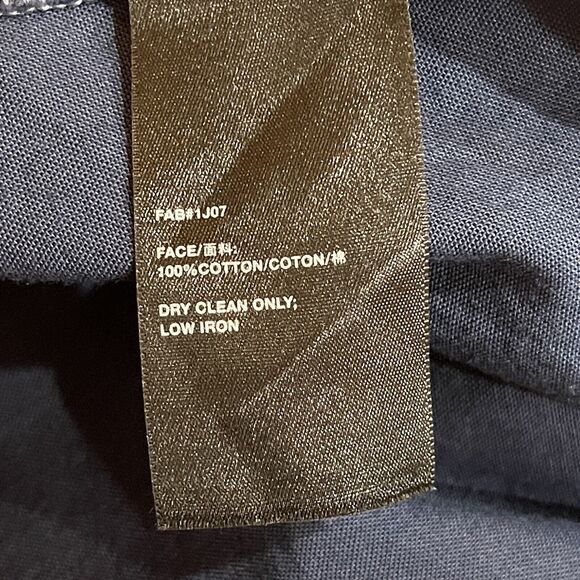 FAB#1J07
FACE/面料:
100%COTTON/COTON/棉
DRY CLEAN ONLY,
LOW IRON